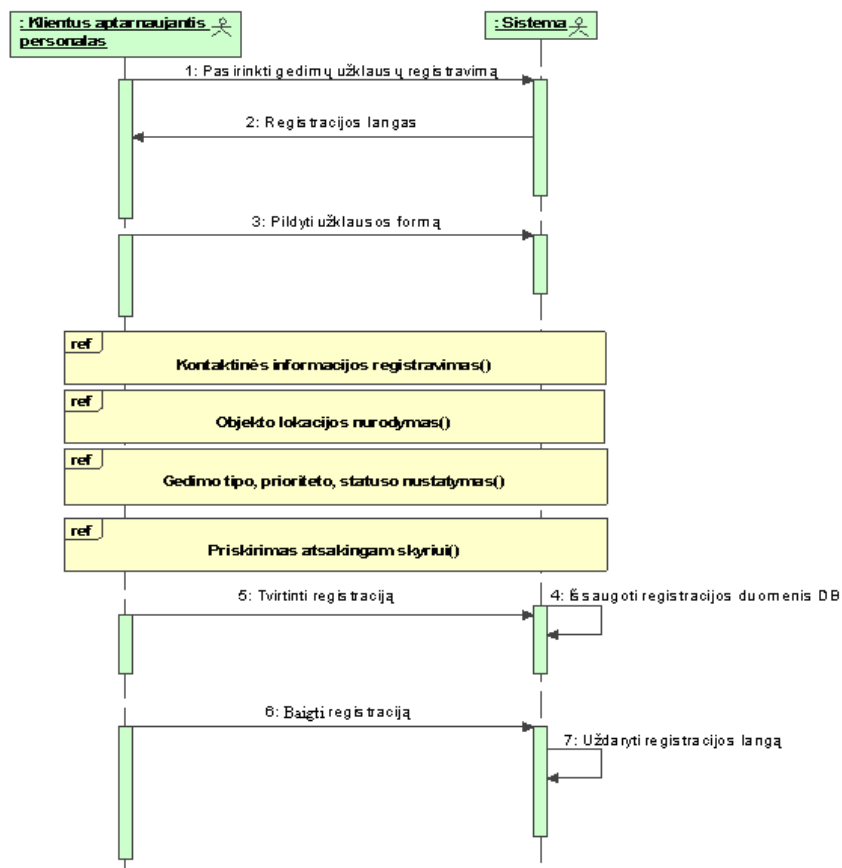 : Klientus aptarnaujantis
personalas
: Sistema
1: Pasirinkti gedimų užklausų registravimą
2: Registracijos langas
3: Pildyti užklausos formą
ref
Kontaktinės informacijos registravimas()
ref
Objekto lokacijos nurodymas()
ref
Gedimo tipo, prioriteto, statuso nustatymas()
ref
Priskirimas atsakingam skyriui()
5: Tvirtinti registraciją
4: Išsaugoti registracijos duomenis DB
6: Baigti registraciją
7: Uždaryti registracijos langą